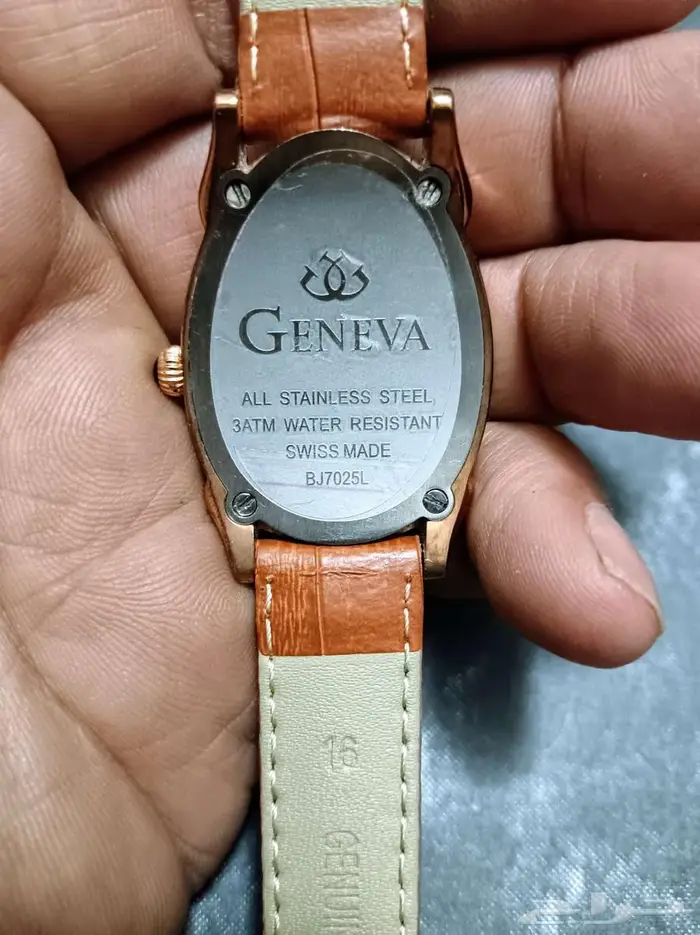 GENEVA
ALL STAINLESS STEEL
3ATM WATER RESISTANT
SWISS MADE
BJ7025L
16